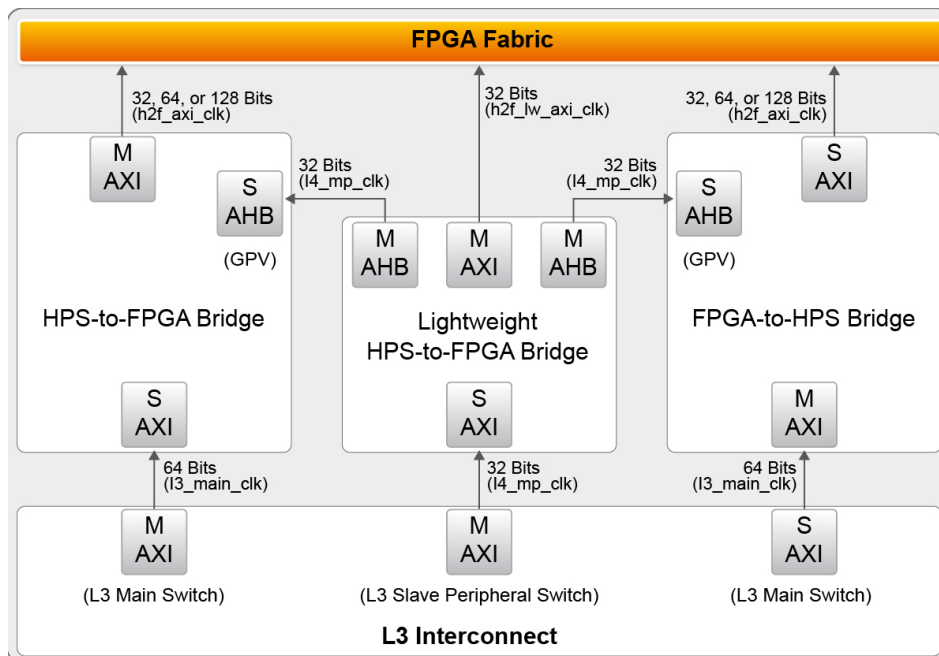 FPGA Fabric
32, 64, or 128 Bits
(h2f_axi_clk)
32 Bits
(h2f_lw_axi_clk)
32, 64, or 128 Bits
(h2f_axi_clk)
M
AXI
S
AHB
(GPV)
32 Bits
(l4_mp_clk)
HPS-to-FPGA Bridge
S
AXI
M
AHB
M
AXI
M
AHB
32 Bits
(l4_mp_clk)
Lightweight
HPS-to-FPGA Bridge
S
AXI
S
AXI
S
AHB
(GPV)
FPGA-to-HPS Bridge
M
AXI
64 Bits
(l3_main_clk)
32 Bits
(l4_mp_clk)
64 Bits
(l3_main_clk)
M
AXI
(L3 Main Switch)
M
AXI
(L3 Slave Peripheral Switch)
S
AXI
(L3 Main Switch)
L3 Interconnect